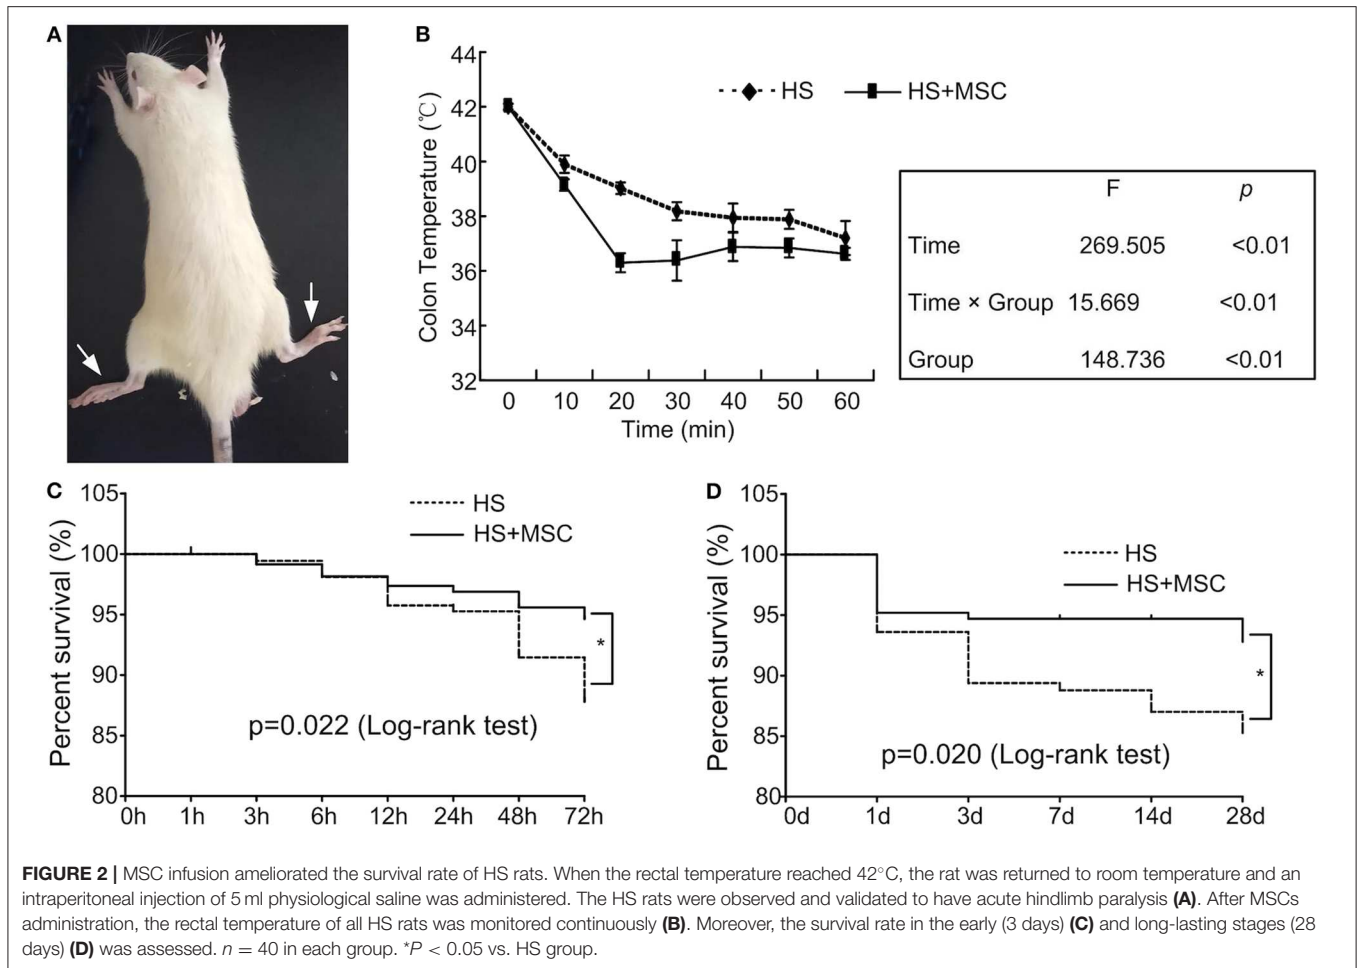 A
B
44
42
40
38
36
34
32
Colon Temperature (℃)
HS
HS+MSC
0 10 20 30 40 50 60
Time (min)
F p
Time 269.505 <0.01
Time × Group 15.669 <0.01
Group 148.736 <0.01
C
105
100
95
90
85
80
Percent survival (%)
HS
HS+MSC
*
p=0.022 (Log-rank test)
0h 1h 3h 6h 12h 24h 48h 72h
D
105
100
95
90
85
80
Percent survival (%)
HS
HS+MSC
*
p=0.020 (Log-rank test)
0d 1d 3d 7d 14d 28d
FIGURE 2 | MSC infusion ameliorated the survival rate of HS rats. When the rectal temperature reached 42°C, the rat was returned to room temperature and an
intraperitoneal injection of 5 ml physiological saline was administered. The HS rats were observed and validated to have acute hindlimb paralysis (A). After MSCs
administration, the rectal temperature of all HS rats was monitored continuously (B). Moreover, the survival rate in the early (3 days) (C) and long-lasting stages (28
days) (D) was assessed. n = 40 in each group. *P < 0.05 vs. HS group.